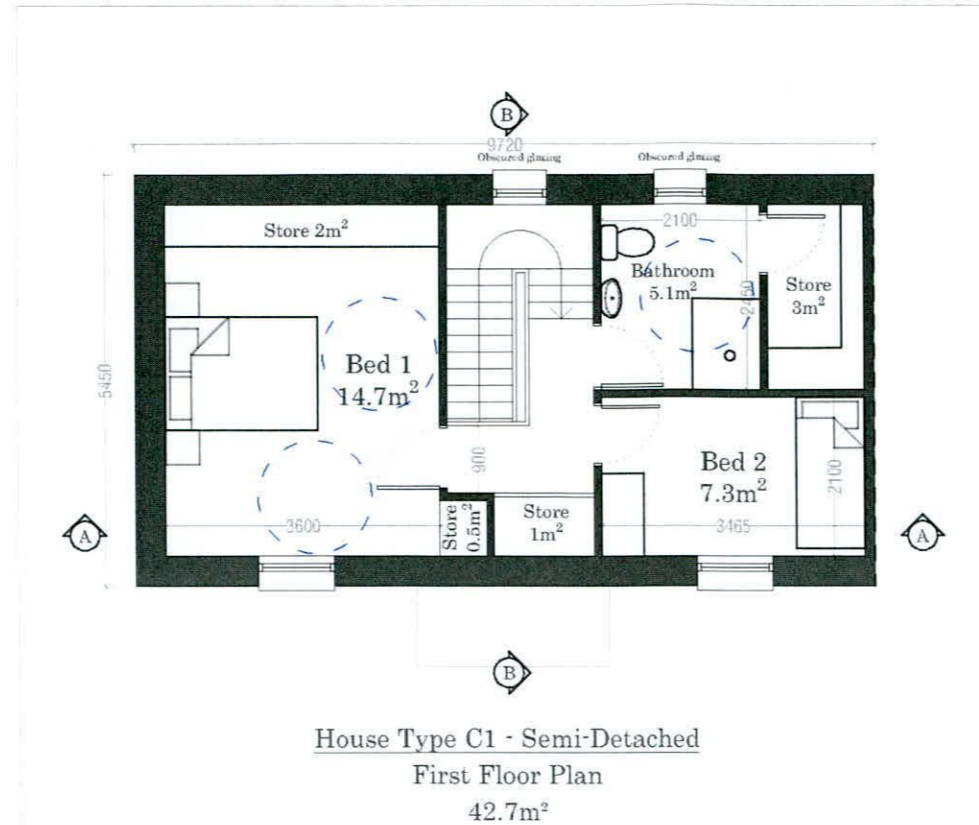 B
9720
Obscured glazing
Obscured glazing
Store 2m²
2100
Bathroom
5.1m²
2450
Store
3m²
5450
Bed 1
14.7m²
900
Bed 2
7.3m²
2100
A
3600
Store
0.5m²
Store
1m²
3465
A
B
House Type C1 - Semi-Detached
First Floor Plan
42.7m²